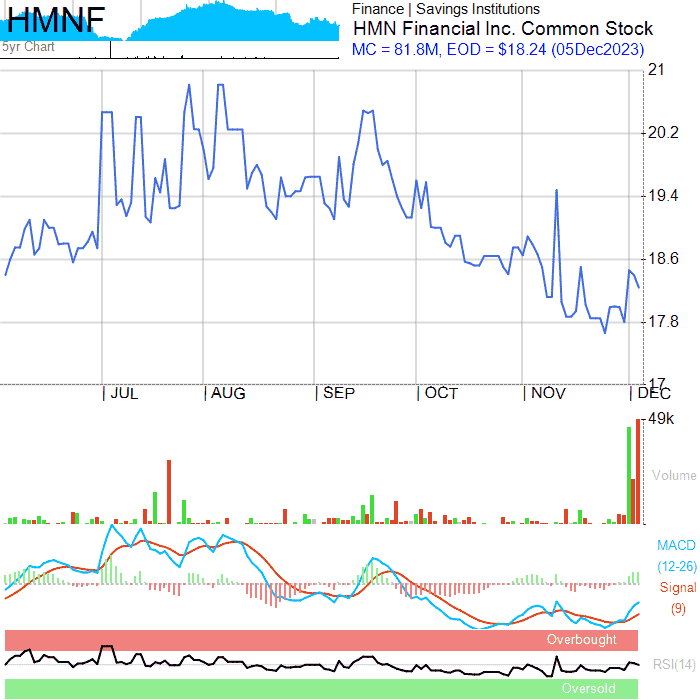 HMNF
5yr Chart
Finance | Savings Institutions
HMN Financial Inc. Common Stock
MC = 81.8M, EOD = $18.24 (05Dec2023)
21
20.2
19.4
18.6
17.8
17
JUL AUG SEP OCT NOV DEC
49k
Volume
MACD
(12-26)
Signal
(9)
Overbought
RSI(14)
Oversold